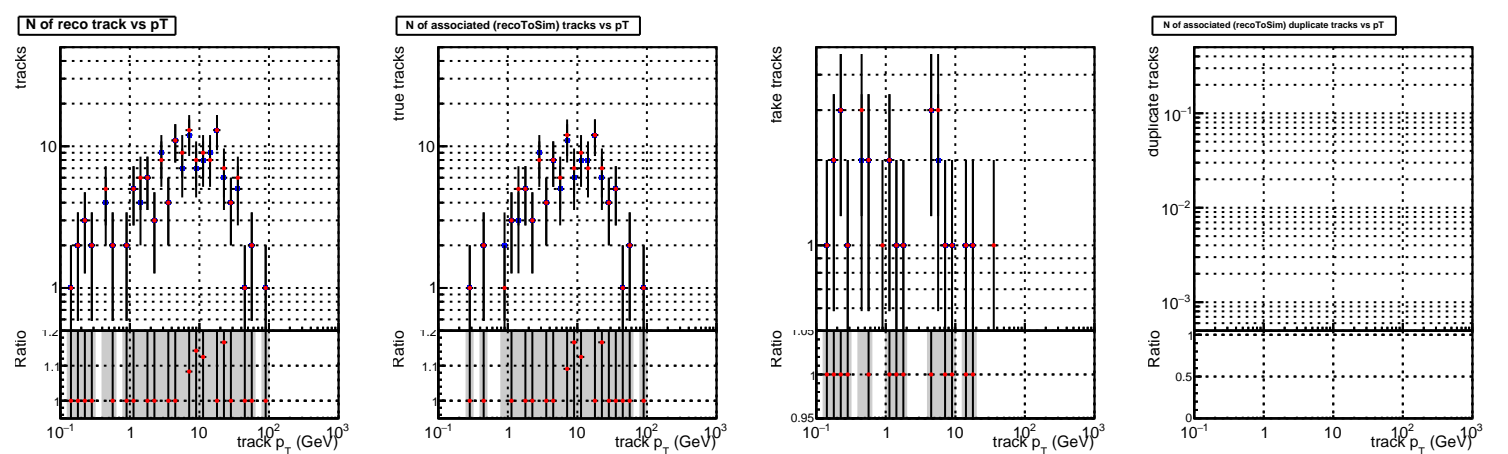 N of reco track vs pT
tracks
10
1
Ratio
1.2
1.1
1
10⁻¹ 1 10 10² 10³
track p_T (GeV)
N of associated (recoToSim) tracks vs pT
true tracks
10
1
Ratio
1.2
1.1
1
10⁻¹ 1 10 10² 10³
track p_T (GeV)
fake tracks
1
Ratio
1.05
1
0.95
10⁻¹ 1 10 10² 10³
track p_T (GeV)
N of associated (recoToSim) duplicate tracks vs pT
duplicate tracks
10⁻¹
10⁻²
10⁻³
Ratio
1
0.5
0
10⁻¹ 1 10 10² 10³
track p_T (GeV)